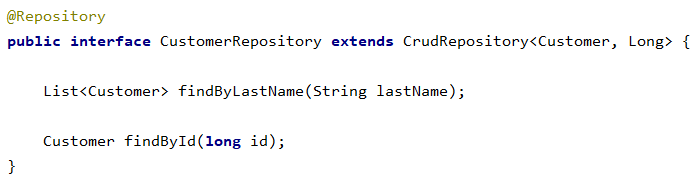 @Repository
public interface CustomerRepository extends CrudRepository<Customer, Long> {
List<Customer> findByLastName(String lastName);
Customer findById(long id);
}